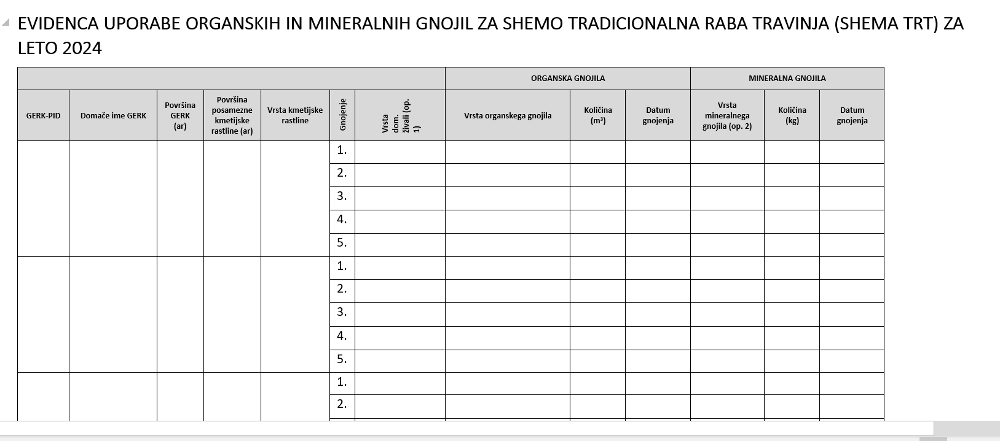 EVIDENCA UPORABE ORGANSKIH IN MINERALNIH GNOJIL ZA SHEMO TRADICIONALNA RABA TRAVINJA (SHEMA TRT) ZA
LETO 2024
ORGANSKA GNOJILA
MINERALNA GNOJILA
GERK-PID
Domače ime GERK
Površina
GERK
(ar)
Površina
posamezne
kmetijske
rastline (ar)
Vrsta kmetijske
rastline
Gnojenje
Vrsta
dom.
živali (op.
1)
Vrsta organskega gnojila
Količina
(m³)
Datum
gnojenja
Vrsta
mineralnega
gnojila (op. 2)
Količina
(kg)
Datum
gnojenja
1.
2.
3.
4.
5.
1.
2.
3.
4.
5.
1.
2.